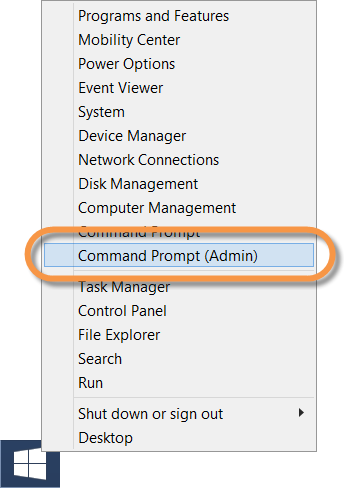 Programs and Features
Mobility Center
Power Options
Event Viewer
System
Device Manager
Network Connections
Disk Management
Computer Management
Command Prompt
Command Prompt (Admin)
Task Manager
Control Panel
File Explorer
Search
Run
Shut down or sign out
Desktop